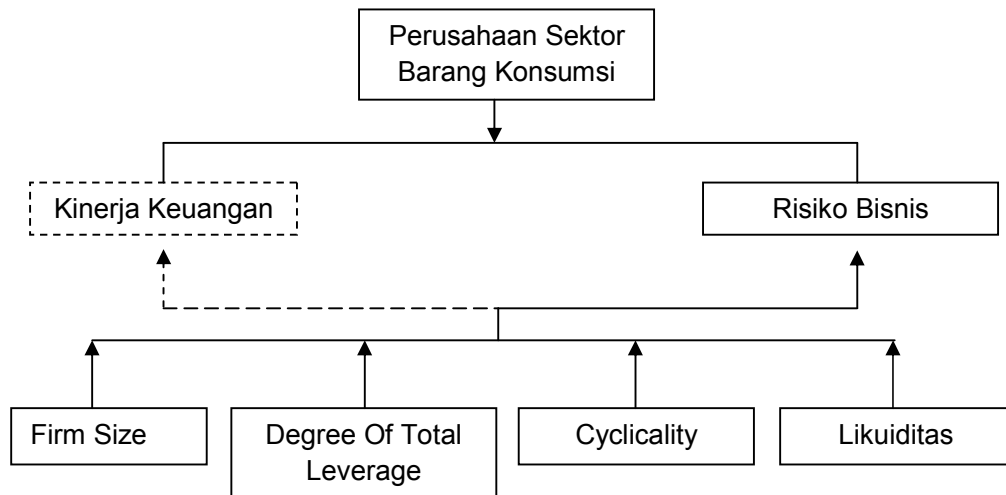 Perusahaan Sektor
Barang Konsumsi
Kinerja Keuangan
Risiko Bisnis
Firm Size
Degree Of Total
Leverage
Cyclicality
Likuiditas